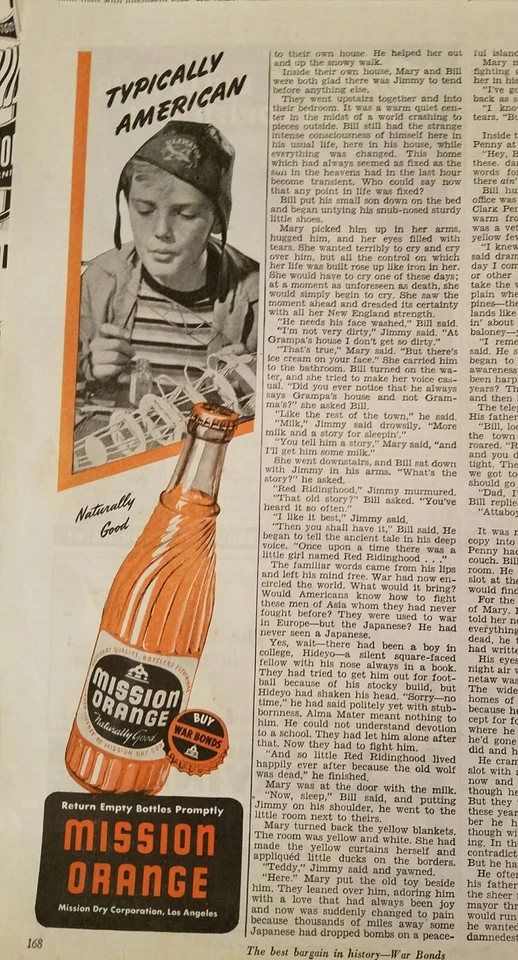 TYPICALLY
AMERICAN
Naturally
Good
MISSION
ORANGE
Naturally Good
BUY
WAR BONDS
Return Empty Bottles Promptly
MISSION
ORANGE
Mission Dry Corporation, Los Angeles
168
to their own house. He helped her out
and up the snowy walk.
Inside their own house, Mary and Bill
were both glad there was Jimmy to tend
before anything else.
They went upstairs together and into
their bedroom. It was a warm quiet cen-
ter in the midst of a world crashing to
pieces outside. Bill still had the strange
intense consciousness of himself here in
his usual life, here in his house, while
everything was changed. This home
which had always seemed as fixed as the
sun in the heavens had in the last hour
become transient. Who could say now
that any point in life was fixed?
Bill put his small son down on the bed
and began untying his snub-nosed sturdy
little shoes.
Mary picked him up in her arms,
hugged him, and her eyes filled with
tears. She wanted terribly to cry and cry
over him, but all the control on which
her life was built rose up like iron in her.
She would have to cry one of these days;
at a moment as unforeseen as death, she
would simply begin to cry. She saw the
moment ahead and dreaded its certainty
with all her New England strength.
"He needs his face washed," Bill said.
"I'm not very dirty," Jimmy said. "At
Grampa's house I don't get so dirty."
"That's true," Mary said. "But there's
ice cream on your face." She carried him
to the bathroom. Bill turned on the wa-
ter, and she tried to make her voice cas-
ual. "Did you ever notice that he always
says Grampa's house and not Gram-
ma's?" she asked Bill.
"Like the rest of the town," he said.
"Milk," Jimmy said drowsily. "More
milk and a story for sleepin'."
"You tell him a story," Mary said, "and
I'll get him some milk."
She went downstairs, and Bill sat down
with Jimmy in his arms. "What's the
story?" he asked.
"Red Ridinghood," Jimmy murmured.
"That old story?" Bill asked. "You've
heard it so often."
"I like it best," Jimmy said.
"Then you shall have it," Bill said. He
began to tell the ancient tale in his deep
voice. "Once upon a time there was a
little girl named Red Ridinghood . . ."
The familiar words came from his lips
and left his mind free. War had now en-
circled the world. What would it bring?
Would Americans know how to fight
these men of Asia whom they had never
fought before? They were used to war
in Europe—but the Japanese? He had
never seen a Japanese.
Yes, wait—there had been a boy in
college, Hideyo—a silent square-faced
fellow with his nose always in a book.
They had tried to get him out for foot-
ball because of his stocky build, but
Hideyo had shaken his head. "Sorry—no
time," he had said politely yet with stub-
bornness. Alma Mater meant nothing to
him. He could not understand devotion
to a school. They had let him alone after
that. Now they had to fight him.
"And so little Red Ridinghood lived
happily ever after because the old wolf
was dead," he finished.
Mary was at the door with the milk.
"Now, sleep," Bill said, and putting
Jimmy on his shoulder, he went to the
little room next to theirs.
Mary turned back the yellow blankets.
The room was yellow and white. She had
made the yellow curtains herself and
appliquéd little ducks on the borders.
"Teddy," Jimmy said and yawned.
"Here." Mary put the old toy beside
him. They leaned over him, adoring him
with a love that had always been joy
and now was suddenly changed to pain
because thousands of miles away some
Japanese had dropped bombs on a peace-
The best bargain in history—War Bonds